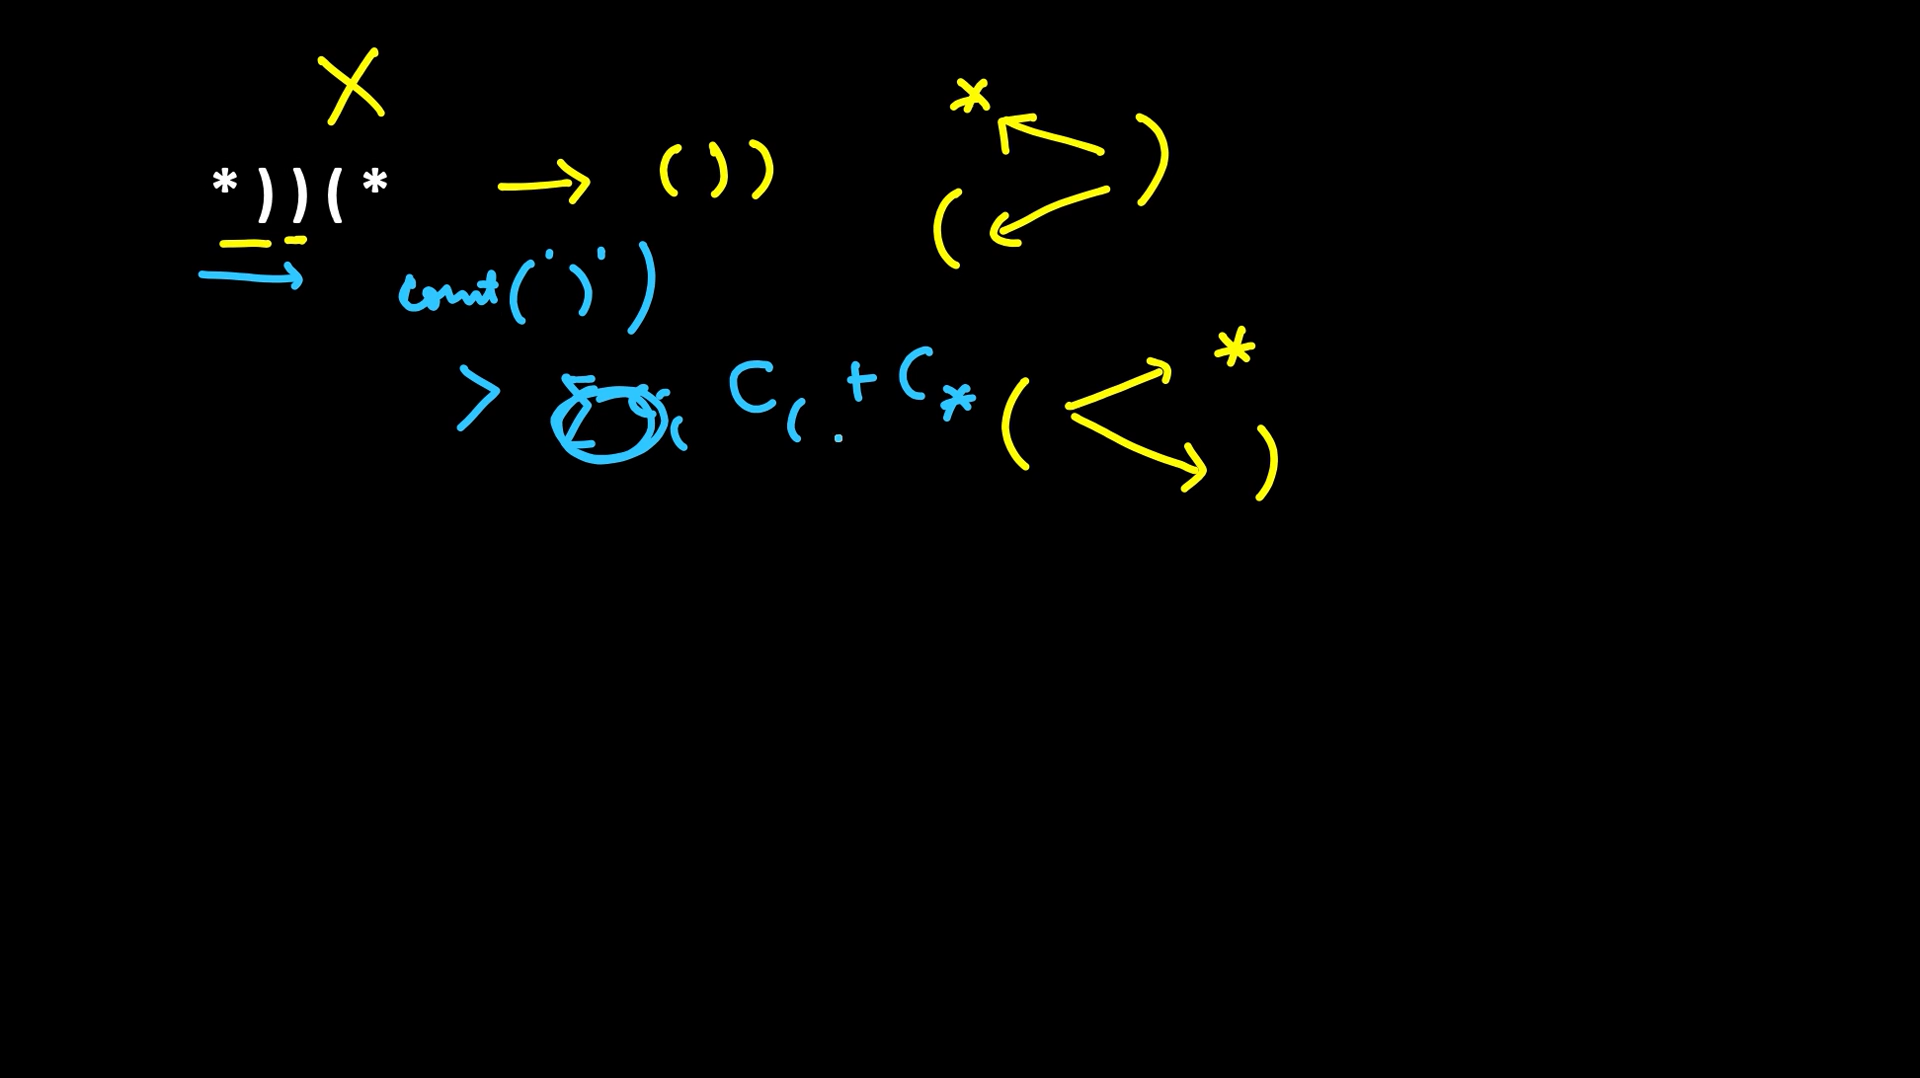 X
*))(* → ())
* )
(
count(')')
> C( + C*
( *
)